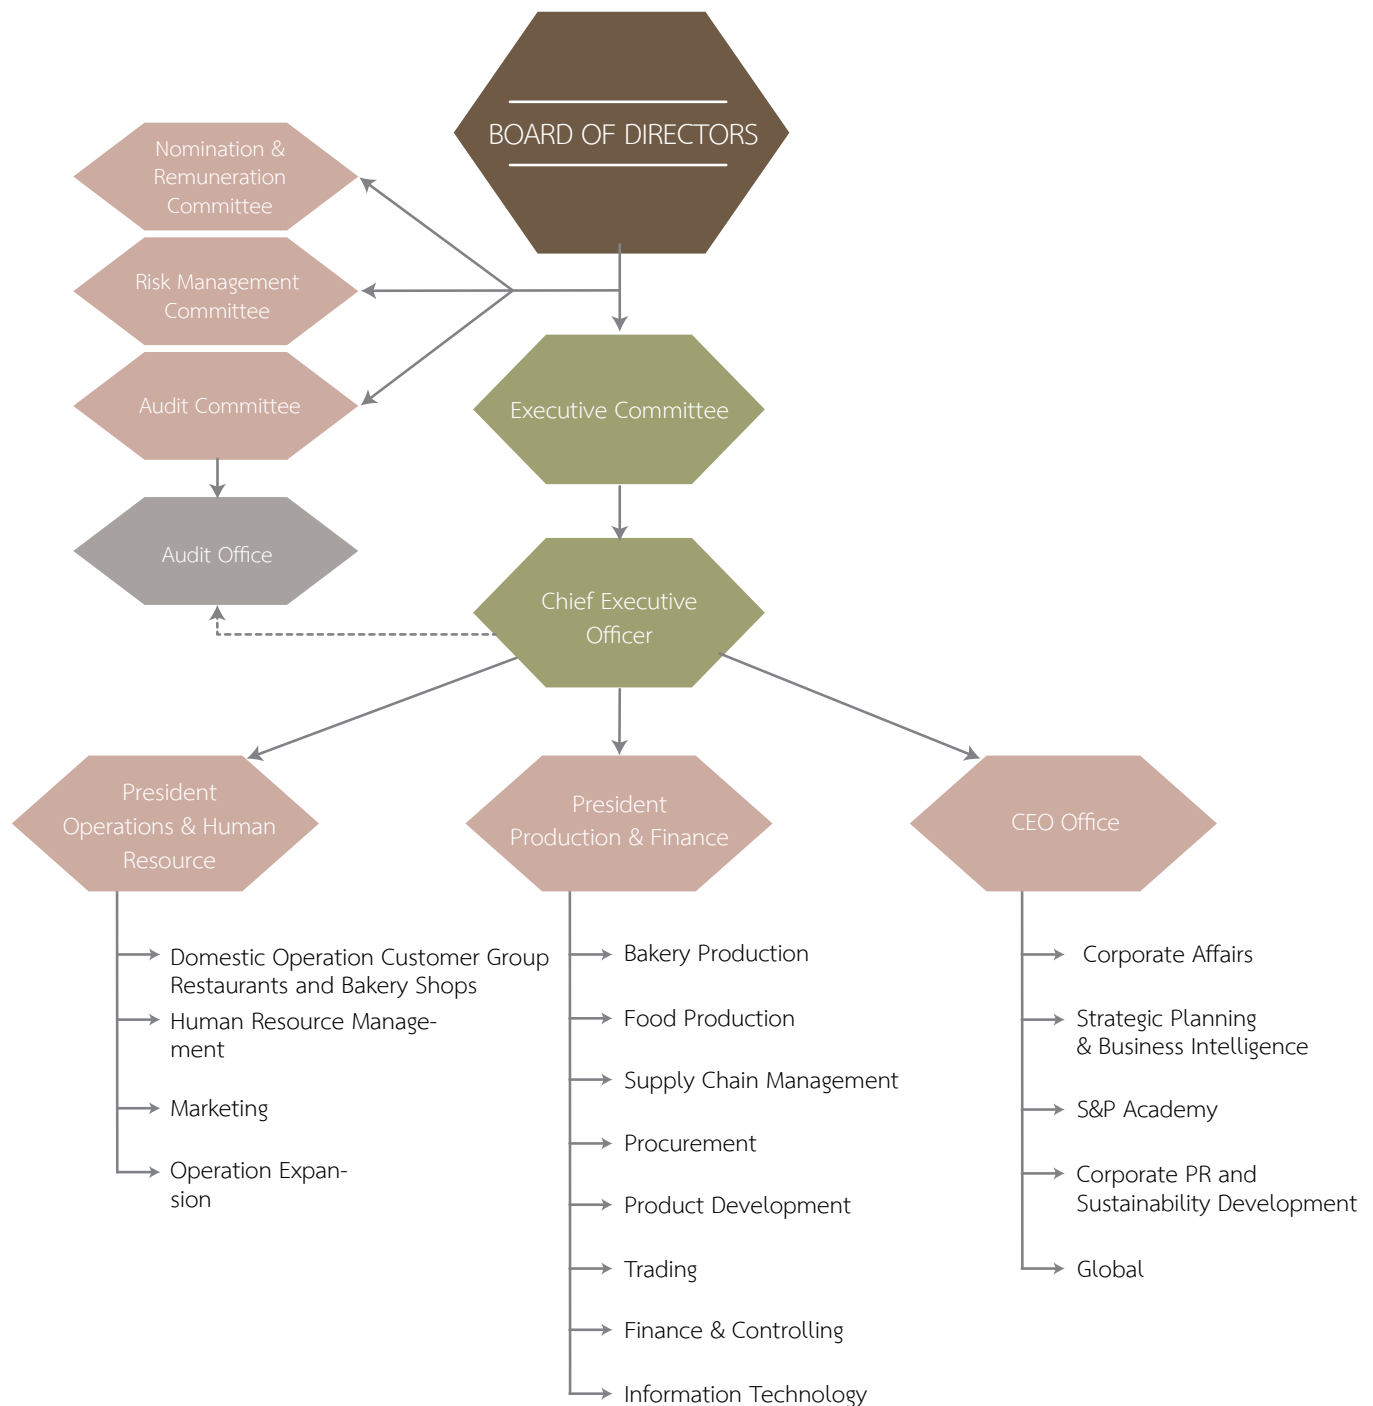 BOARD OF DIRECTORS
Nomination &
Remuneration
Committee
Risk Management
Committee
Audit Committee
Executive Committee
Audit Office
Chief Executive
Officer
President
Operations & Human
Resource
President
Production & Finance
CEO Office
Domestic Operation Customer Group
Restaurants and Bakery Shops
Human Resource Manage-
ment
Marketing
Operation Expan-
sion
Bakery Production
Food Production
Supply Chain Management
Procurement
Product Development
Trading
Finance & Controlling
Information Technology
Corporate Affairs
Strategic Planning
& Business Intelligence
S&P Academy
Corporate PR and
Sustainability Development
Global